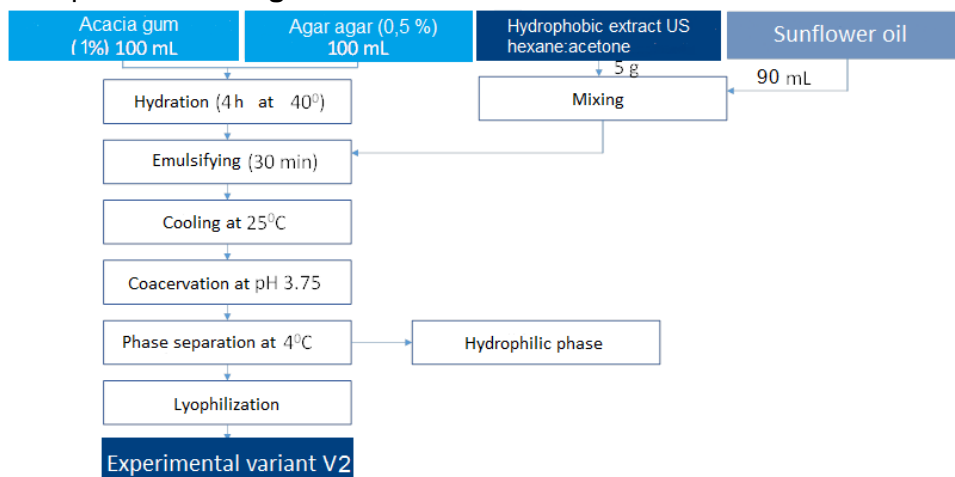 Acacia gum
(1%) 100 mL
Agar agar (0,5 %)
100 mL
Hydrophobic extract US
hexane:acetone
Sunflower oil
5 g
90 mL
Hydration (4h at 40⁰)
Mixing
Emulsifying (30 min)
Cooling at 25⁰C
Coacervation at pH 3.75
Phase separation at 4⁰C
Hydrophilic phase
Lyophilization
Experimental variant V2